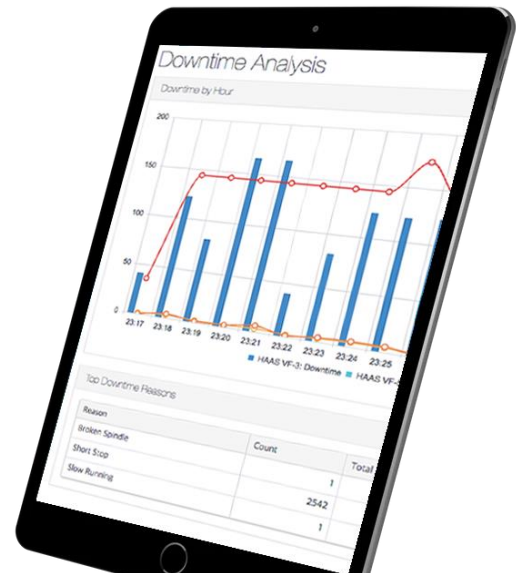 Downtime Analysis
Downtime by Hour
200
150
100
50
0
23:17 23:18 23:19 23:20 23:21 23:22 23:23 23:24 23:25
HAAS VF-3: Downtime HAAS VF-
Top Downtime Reasons
Reason Count Total
Broken Spindle 1
Short Stop 2542
Slow Running 1